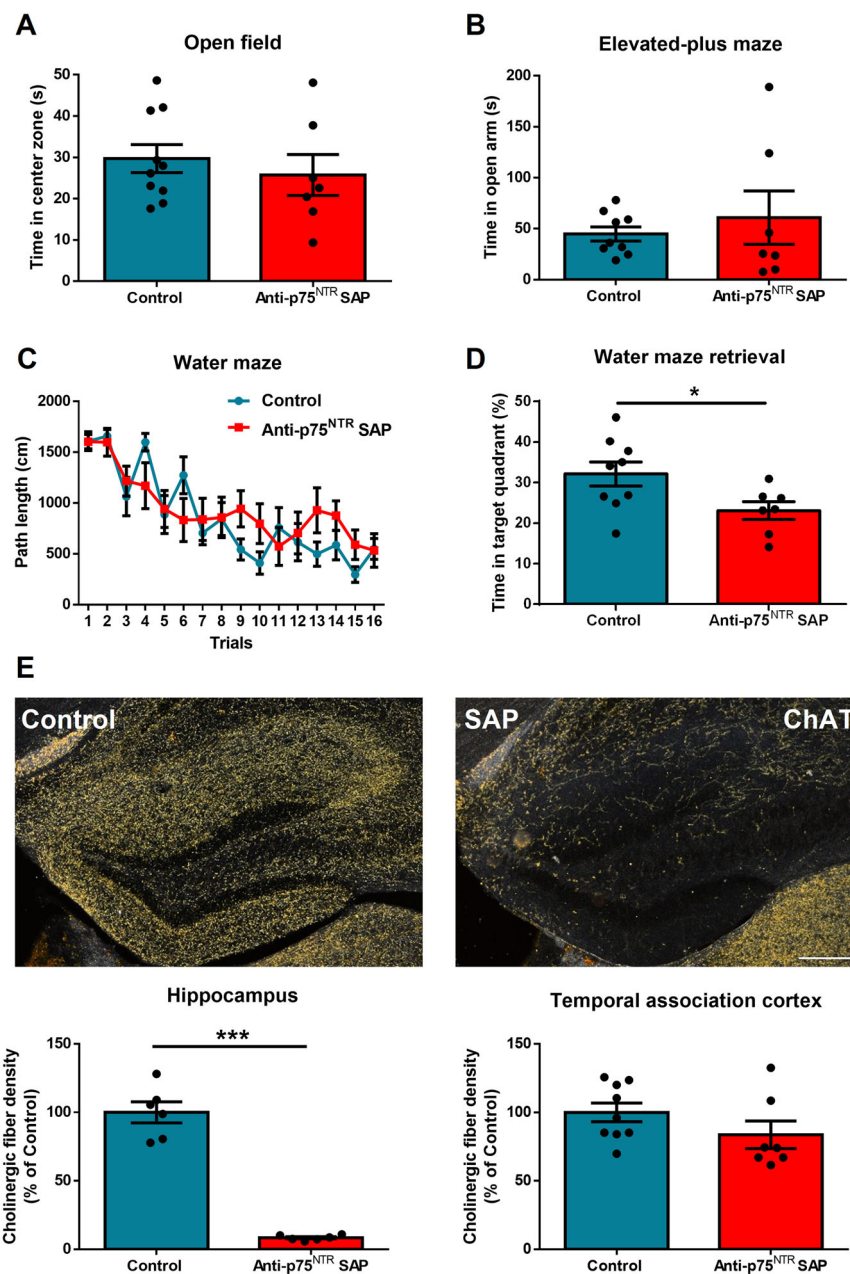 A
Open field
Time in center zone (s)
50
40
30
20
10
0
Control
Anti-p75NTR SAP
B
Elevated-plus maze
Time in open arm (s)
200
150
100
50
0
Control
Anti-p75NTR SAP
C
Water maze
Control
Anti-p75NTR SAP
Path length (cm)
2000
1500
1000
500
0
1 2 3 4 5 6 7 8 9 10 11 12 13 14 15 16
Trials
D
Water maze retrieval
*
Time in target quadrant (%)
50
40
30
20
10
0
Control
Anti-p75NTR SAP
E
Control
SAP
ChAT
Hippocampus
***
Cholinergic fiber density
(% of Control)
150
100
50
0
Control
Anti-p75NTR SAP
Temporal association cortex
Cholinergic fiber density
(% of Control)
150
100
50
0
Control
Anti-p75NTR SAP